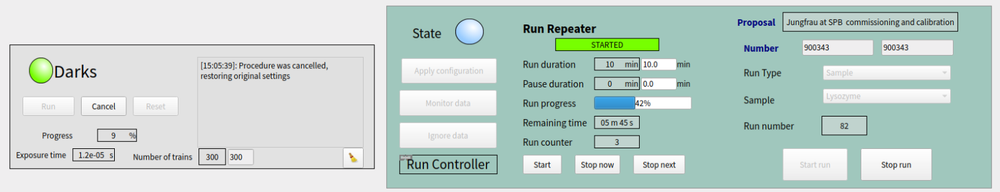 Darks
[15:05:39]: Procedure was cancelled,
restoring original settings
Run Cancel Reset
Progress 9 %
Exposure time 1.2e-05 s Number of trains 300 300
State
Apply configuration
Monitor data
Ignore data
Run Controller
Run Repeater
STARTED
Run duration 10 min 10.0 min
Pause duration 0 min 0.0 min
Run progress 42%
Remaining time 05 m 45 s
Run counter 3
Start Stop now Stop next
Proposal Jungfrau at SPB commissioning and calibration
Number 900343 900343
Run Type Sample
Sample Lysozyme
Run number 82
Start run Stop run